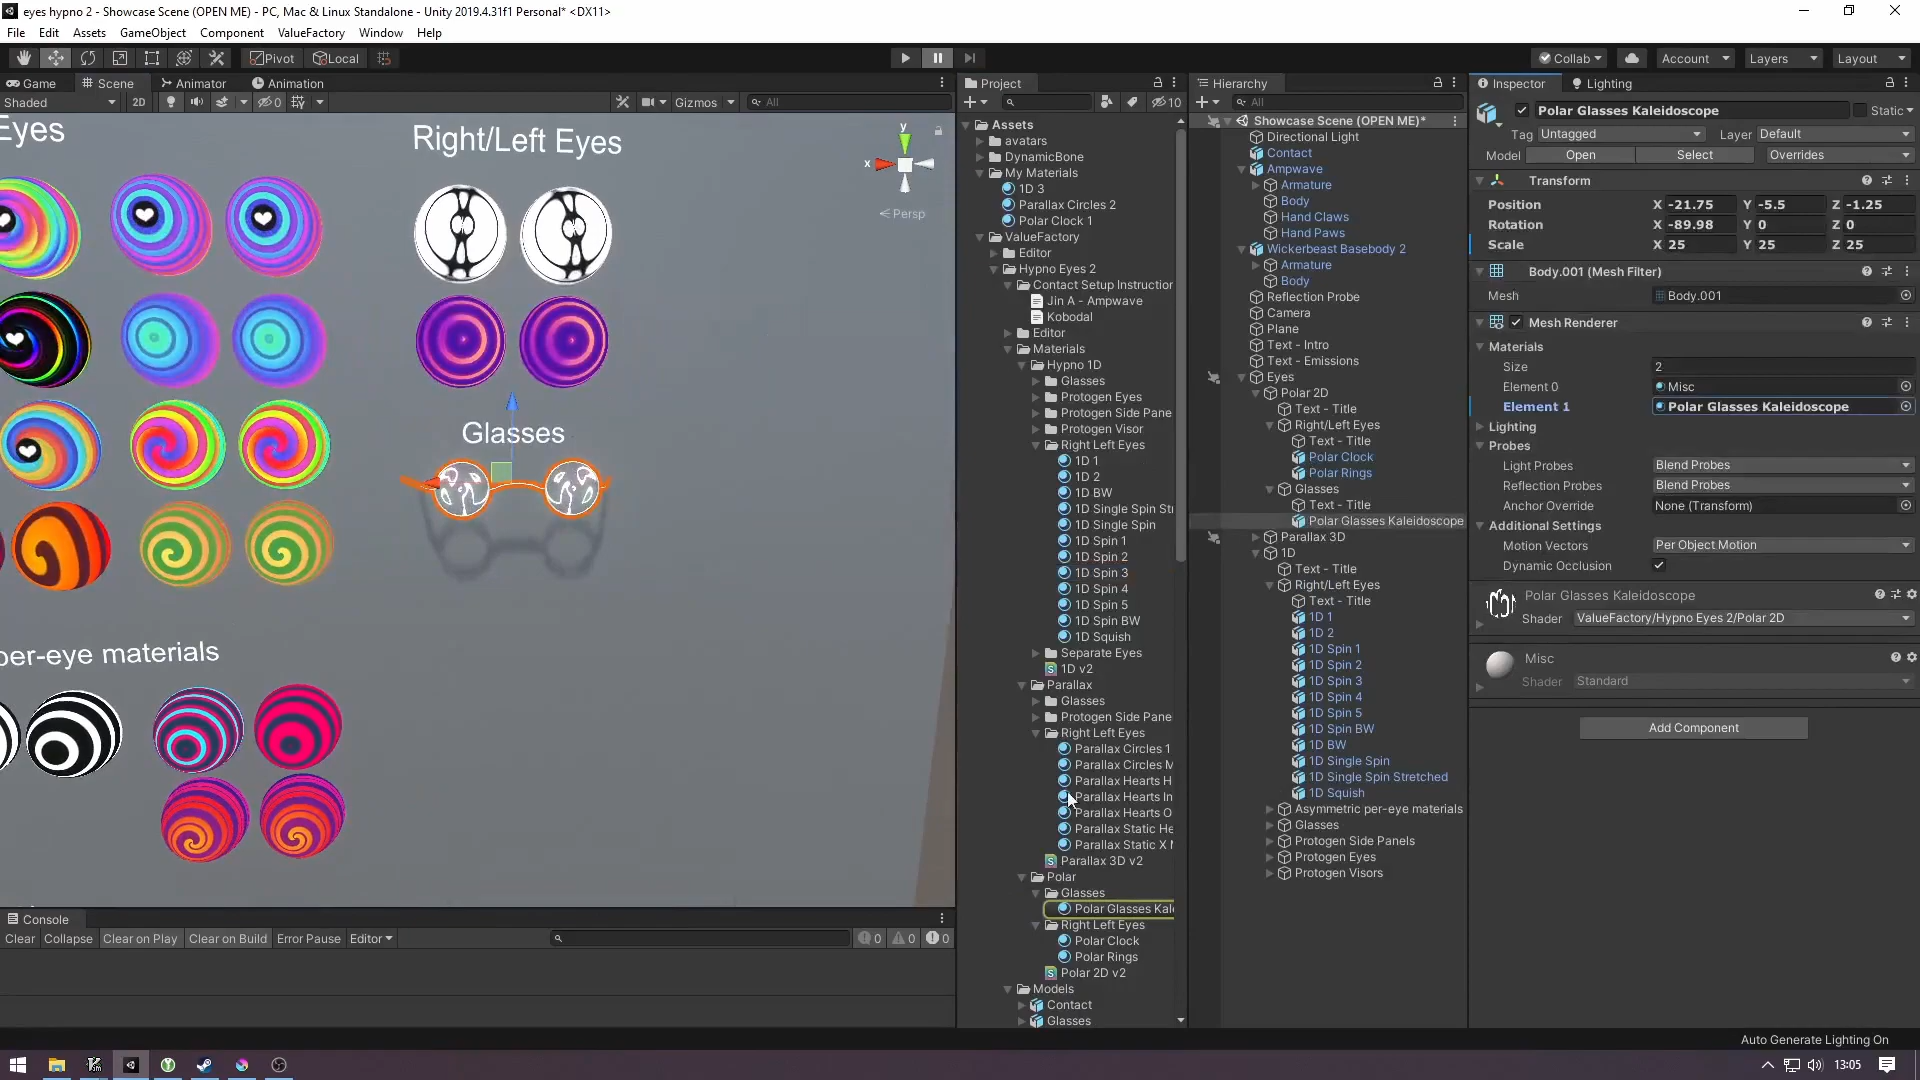 eyes hypno 2 - Showcase Scene (OPEN ME) - PC, Mac & Linux Standalone - Unity 2019.4.31f1 Personal* <DX11>
File Edit Assets GameObject Component ValueFactory Window Help
Pivot Local
Collab Account Layers Layout
Game Scene Animator Animation
Shaded 2D 0 Gizmos All
Eyes
Right/Left Eyes
y
x
< Persp
Glasses
per-eye materials
Console
Clear Collapse Clear on Play Clear on Build Error Pause Editor 0 0 0
Project
10
Assets
avatars
DynamicBone
My Materials
1D 3
Parallax Circles 2
Polar Clock 1
ValueFactory
Editor
Hypno Eyes 2
Contact Setup Instruction
Jin A - Ampwave
Kobodal
Editor
Materials
Hypno 1D
Glasses
Protogen Eyes
Protogen Side Pane
Protogen Visor
Right Left Eyes
1D 1
1D 2
1D BW
1D Single Spin Str
1D Single Spin
1D Spin 1
1D Spin 2
1D Spin 3
1D Spin 4
1D Spin 5
1D Spin BW
1D Squish
Separate Eyes
1D v2
Parallax
Glasses
Protogen Side Pane
Right Left Eyes
Parallax Circles 1
Parallax Circles M
Parallax Hearts H
Parallax Hearts In
Parallax Hearts O
Parallax Static He
Parallax Static X M
Parallax 3D v2
Polar
Glasses
Polar Glasses Kale
Right Left Eyes
Polar Clock
Polar Rings
Polar 2D v2
Models
Contact
Glasses
Hierarchy
All
Showcase Scene (OPEN ME)*
Directional Light
Contact
Ampwave
Armature
Body
Hand Claws
Hand Paws
Wickerbeast Basebody 2
Armature
Body
Reflection Probe
Camera
Plane
Text - Intro
Text - Emissions
Eyes
Polar 2D
Text - Title
Right/Left Eyes
Text - Title
Polar Clock
Polar Rings
Glasses
Text - Title
Polar Glasses Kaleidoscope
Parallax 3D
1D
Text - Title
Right/Left Eyes
Text - Title
1D 1
1D 2
1D Spin 1
1D Spin 2
1D Spin 3
1D Spin 4
1D Spin 5
1D Spin BW
1D BW
1D Single Spin
1D Single Spin Stretched
1D Squish
Asymmetric per-eye materials
Glasses
Protogen Side Panels
Protogen Eyes
Protogen Visors
Inspector Lighting
Polar Glasses Kaleidoscope Static
Tag Untagged Layer Default
Model Open Select Overrides
Transform
Position X -21.75 Y -5.5 Z -1.25
Rotation X -89.98 Y 0 Z 0
Scale X 25 Y 25 Z 25
Body.001 (Mesh Filter)
Mesh Body.001
Mesh Renderer
Materials
Size 2
Element 0 Misc
Element 1 Polar Glasses Kaleidoscope
Lighting
Probes
Light Probes Blend Probes
Reflection Probes Blend Probes
Anchor Override None (Transform)
Additional Settings
Motion Vectors Per Object Motion
Dynamic Occlusion
Polar Glasses Kaleidoscope
Shader ValueFactory/Hypno Eyes 2/Polar 2D
Misc
Shader Standard
Add Component
Auto Generate Lighting On
13:05